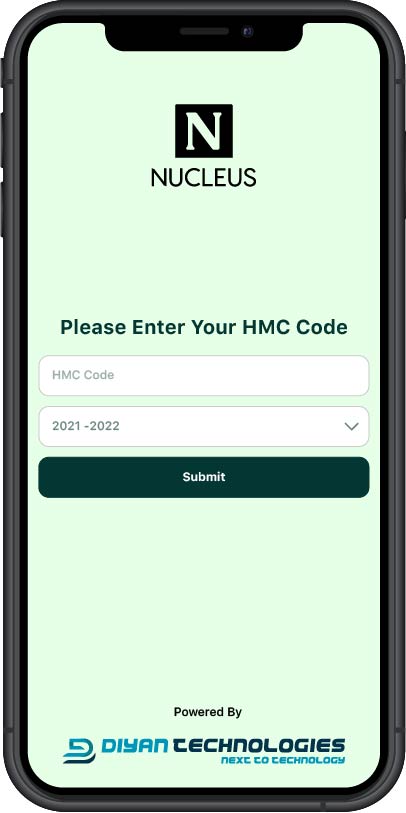 N
NUCLEUS
Please Enter Your HMC Code
HMC Code
2021 -2022
Submit
Powered By
DIYAN TECHNOLOGIES
NEXT TO TECHNOLOGY